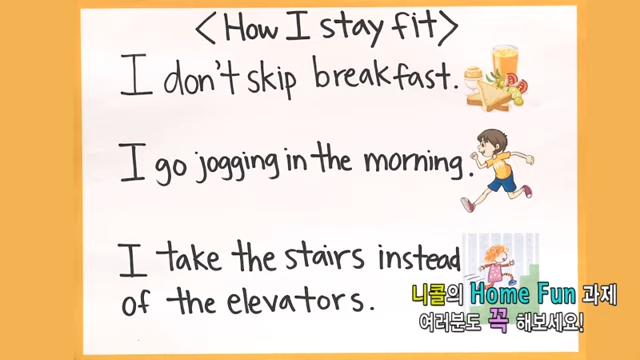 <How I stay fit>
I don't skip breakfast.
I go jogging in the morning.
I take the stairs instead
of the elevators.
니콜의 Home Fun 과제
여러분도 꼭 해보세요!